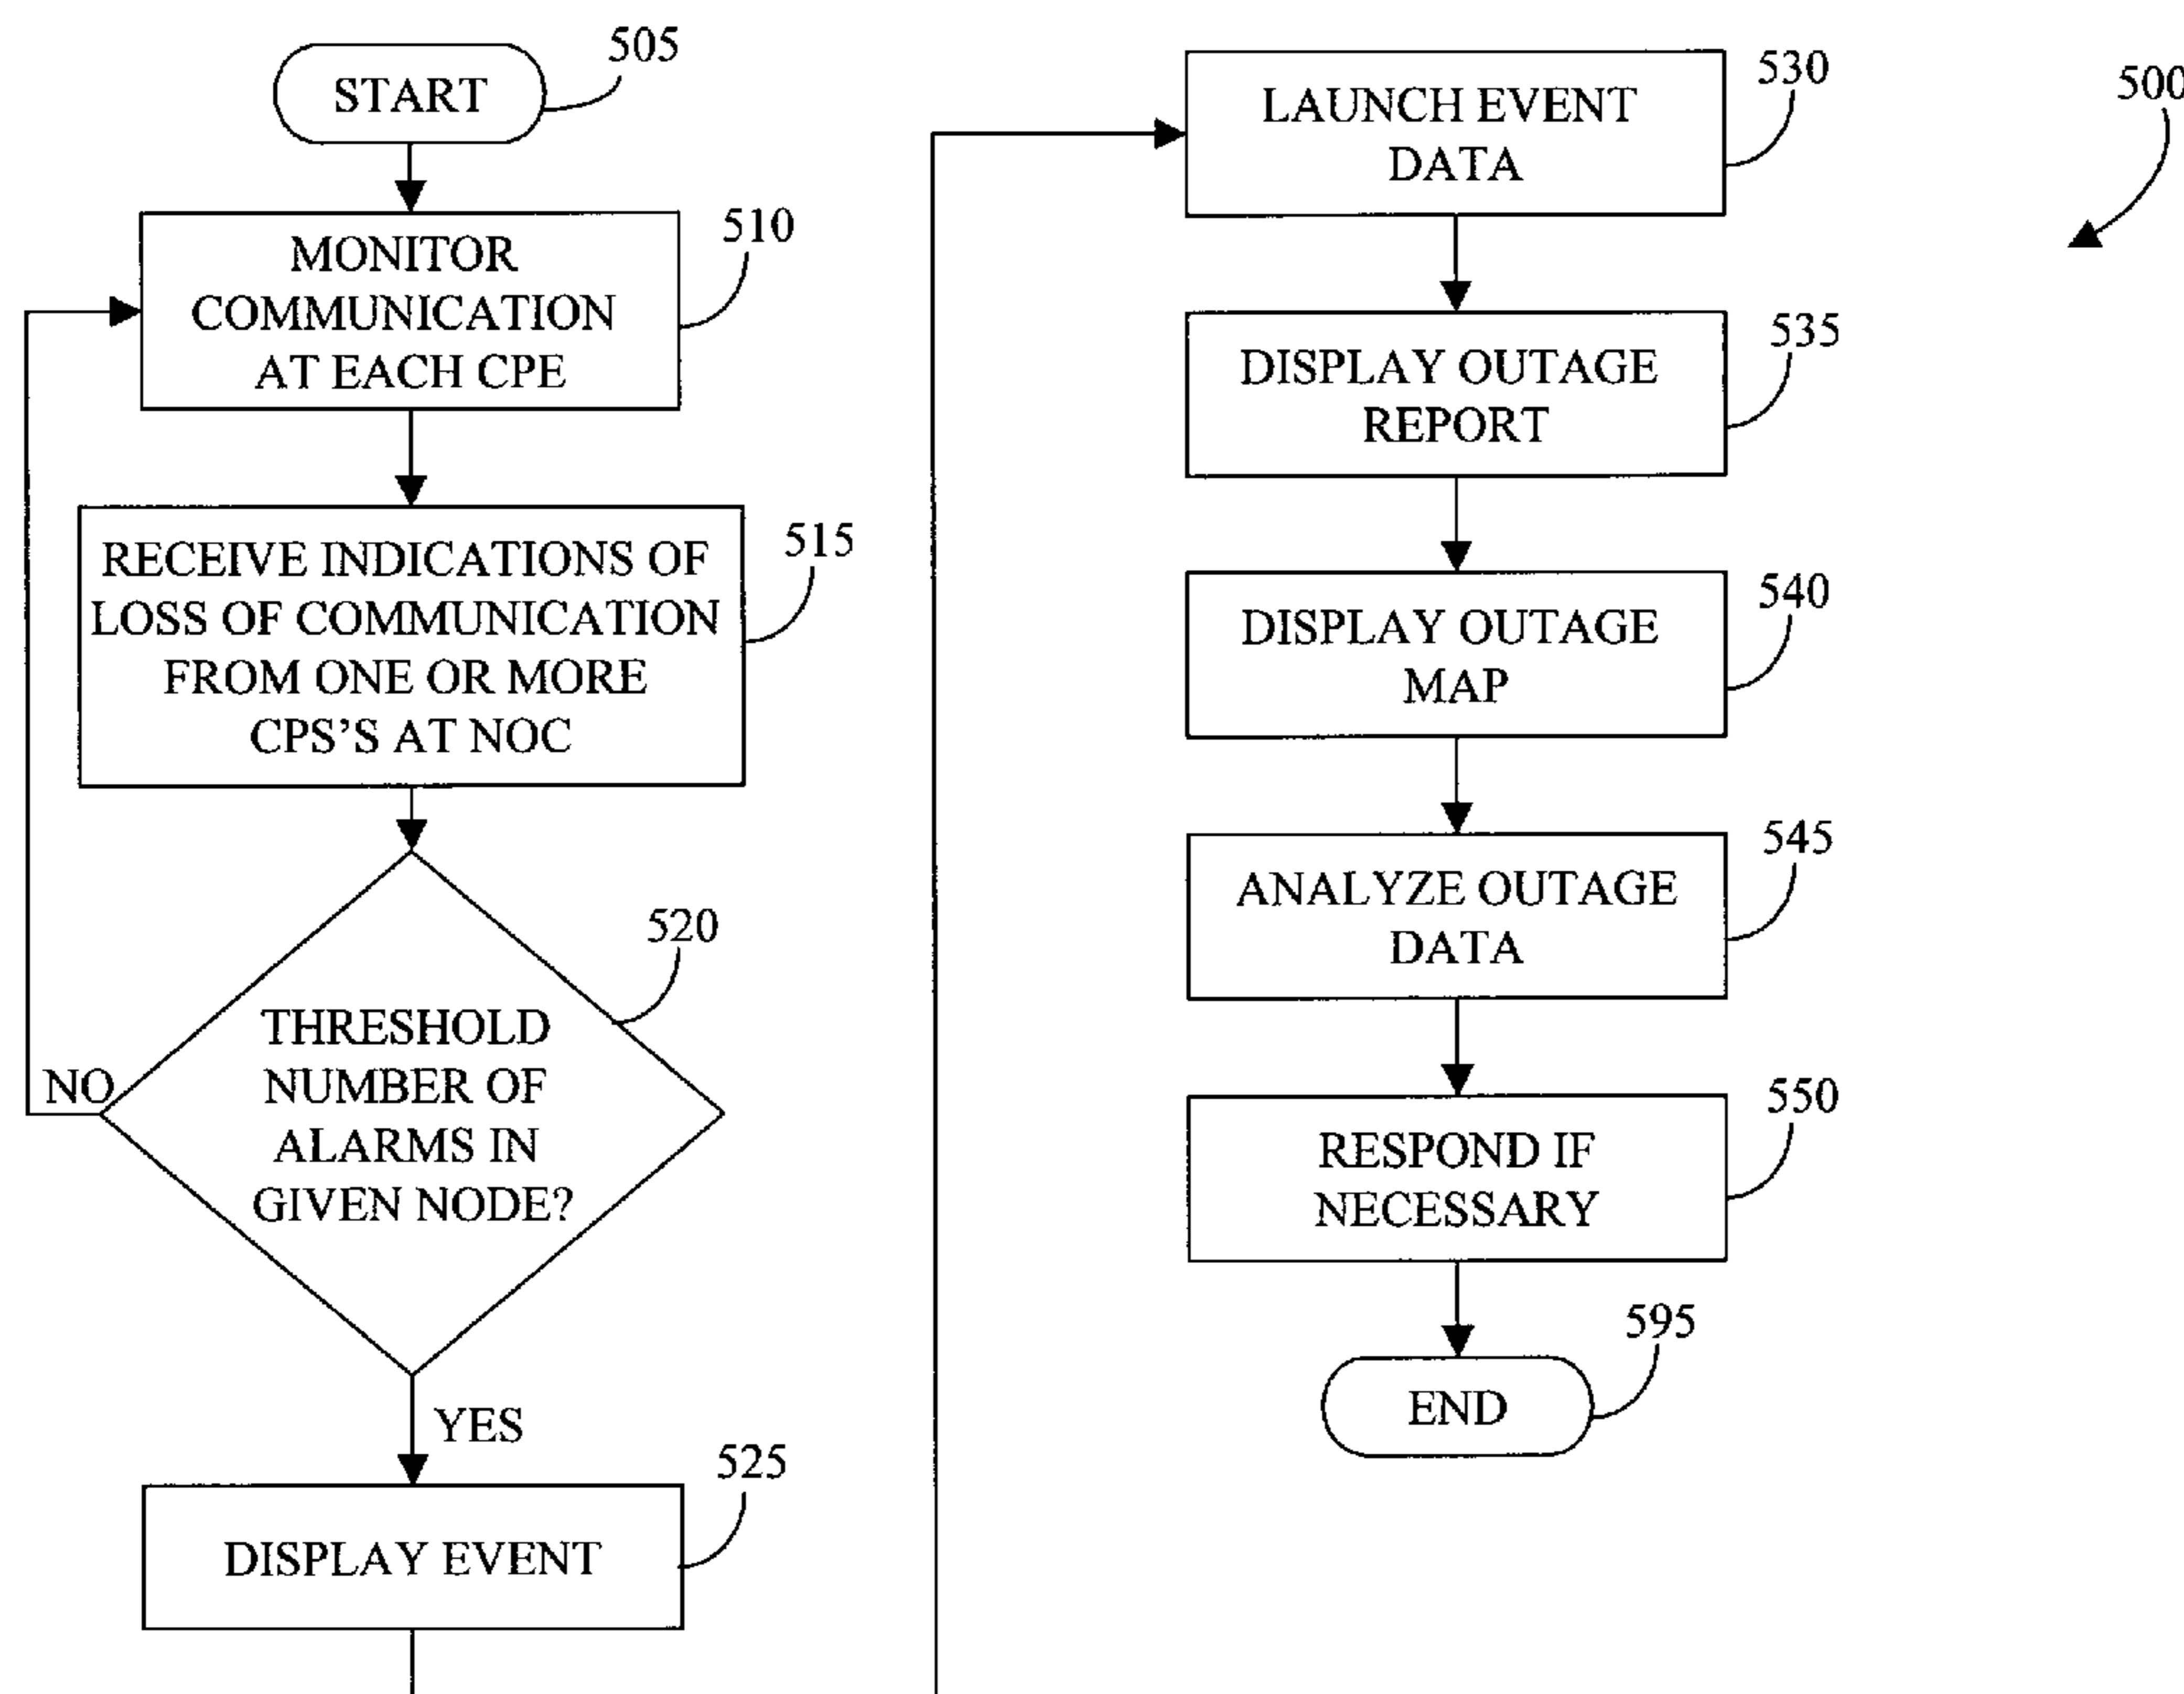 START
505
MONITOR
COMMUNICATION
AT EACH CPE
510
RECEIVE INDICATIONS OF
LOSS OF COMMUNICATION
FROM ONE OR MORE
CPS'S AT NOC
515
THRESHOLD
NUMBER OF
ALARMS IN
GIVEN NODE?
520
NO
YES
DISPLAY EVENT
525
LAUNCH EVENT
DATA
530
DISPLAY OUTAGE
REPORT
535
DISPLAY OUTAGE
MAP
540
ANALYZE OUTAGE
DATA
545
RESPOND IF
NECESSARY
550
END
595
500